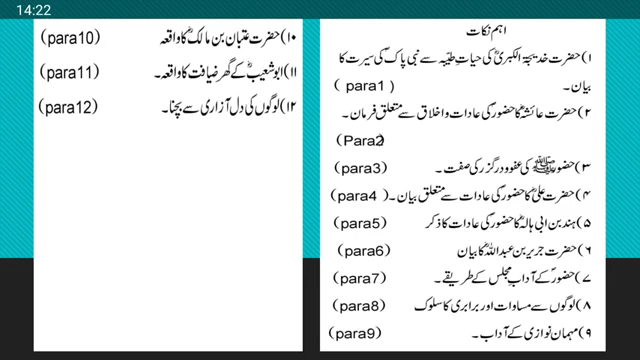 14:22
اہم نکات
۱) حضرت خدیجۃ الکبریٰؓ کی حیاتِ طیّبہ سے نبی پاکؐ کی سیرت کا
بیان۔ (para1)
۲) حضرت عائشہؓ کا حضورؐ کی عادات و اخلاق سے متعلق فرمان۔
(Para2)
۳) حضور ﷺ کی عفو و درگزر کی صفت۔ (para3)
۴) حضرت علیؓ کا حضورؐ کی عادات سے متعلق بیان۔ (para4)
۵) ہند بن ابی ہالہؓ کا حضورؐ کی عادات کا ذکر (para5)
۶) حضرت جریر بن عبداللہؓ کا بیان (para6)
۷) حضورؐ کے آدابِ مجلس کے طریقے۔ (para7)
۸) لوگوں سے مساوات اور برابری کا سلوک (para8)
۹) مہمان نوازی کے آداب۔ (para9)
۱۰) حضرت عتبان بن مالکؓ کا واقعہ (para10)
۱۱) ابو شعیبؓ کے گھر ضیافت کا واقعہ۔ (para11)
۱۲) لوگوں کی دل آزاری سے بچنا۔ (para12)